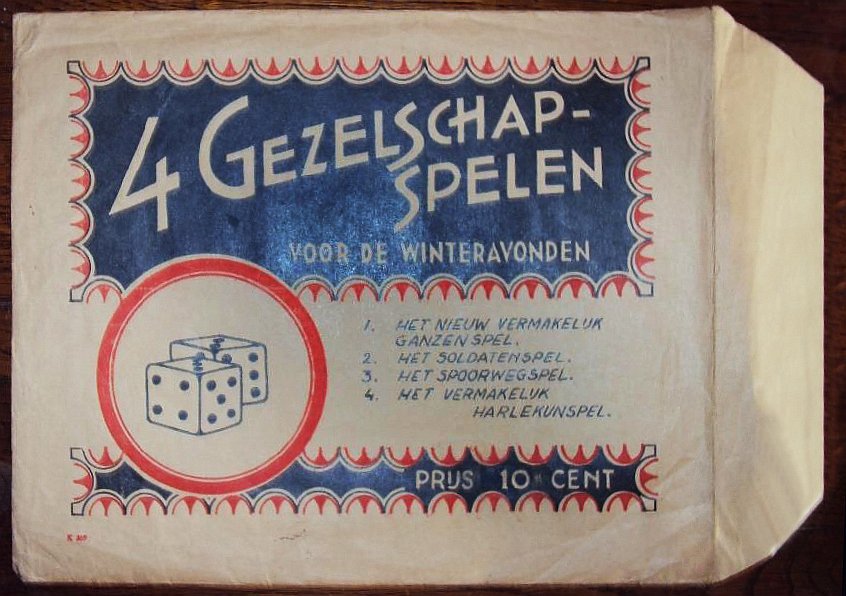 4 GEZELSCHAP-
SPELEN
VOOR DE WINTERAVONDEN
1. HET NIEUW VERMAKELIJK
GANZENSPEL.
2. HET SOLDATENSPEL.
3. HET SPOORWEGSPEL.
4. HET VERMAKELIJK
HARLEKIJNSPEL.
PRIJS 10 CENT